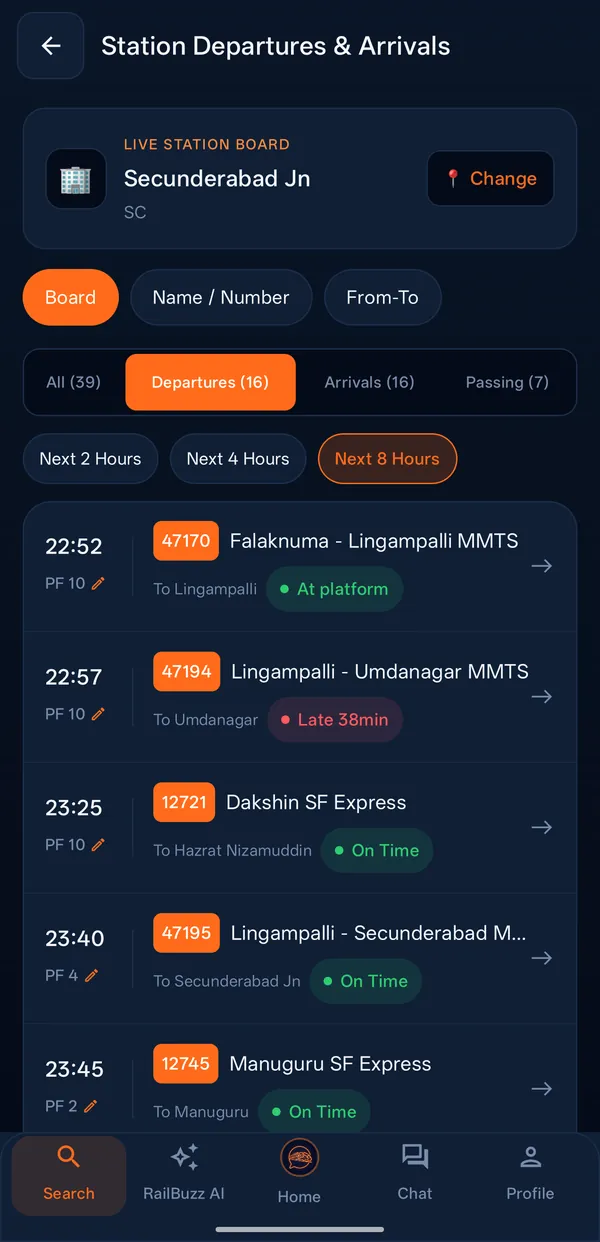 Station Departures & Arrivals
LIVE STATION BOARD
Secunderabad Jn
SC
Change
Board
Name / Number
From-To
All (39)
Departures (16)
Arrivals (16)
Passing (7)
Next 2 Hours
Next 4 Hours
Next 8 Hours
22:52
47170 Falaknuma - Lingampalli MMTS
PF 10
To Lingampalli
At platform
22:57
47194 Lingampalli - Umdanagar MMTS
PF 10
To Umdanagar
Late 38min
23:25
12721 Dakshin SF Express
PF 10
To Hazrat Nizamuddin
On Time
23:40
47195 Lingampalli - Secunderabad M...
PF 4
To Secunderabad Jn
On Time
23:45
12745 Manuguru SF Express
PF 2
To Manuguru
On Time
Search
RailBuzz AI
Home
Chat
Profile